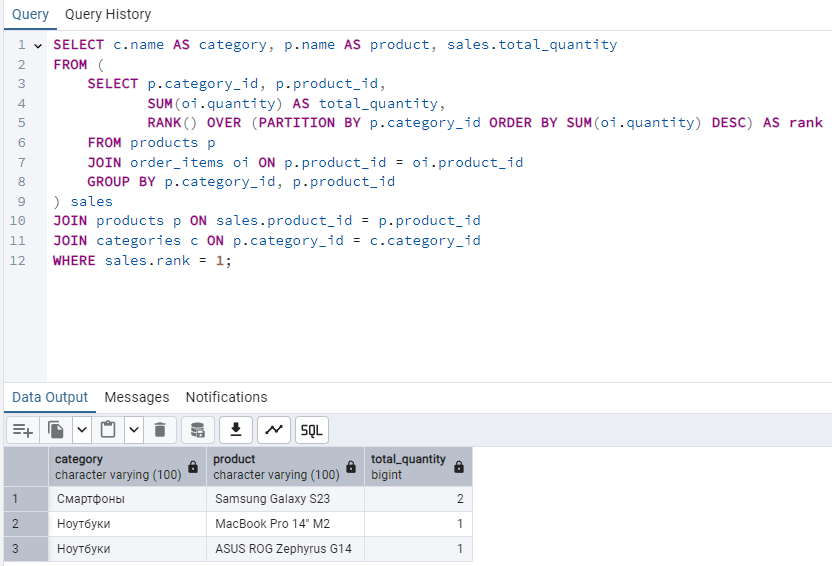 Query Query History
1 SELECT c.name AS category, p.name AS product, sales.total_quantity
2 FROM (
3 SELECT p.category_id, p.product_id,
4 SUM(oi.quantity) AS total_quantity,
5 RANK() OVER (PARTITION BY p.category_id ORDER BY SUM(oi.quantity) DESC) AS rank
6 FROM products p
7 JOIN order_items oi ON p.product_id = oi.product_id
8 GROUP BY p.category_id, p.product_id
9 ) sales
10 JOIN products p ON sales.product_id = p.product_id
11 JOIN categories c ON p.category_id = c.category_id
12 WHERE sales.rank = 1;
Data Output Messages Notifications
SQL
category product total_quantity
character varying (100) character varying (100) bigint
1 Смартфоны Samsung Galaxy S23 2
2 Ноутбуки MacBook Pro 14" M2 1
3 Ноутбуки ASUS ROG Zephyrus G14 1